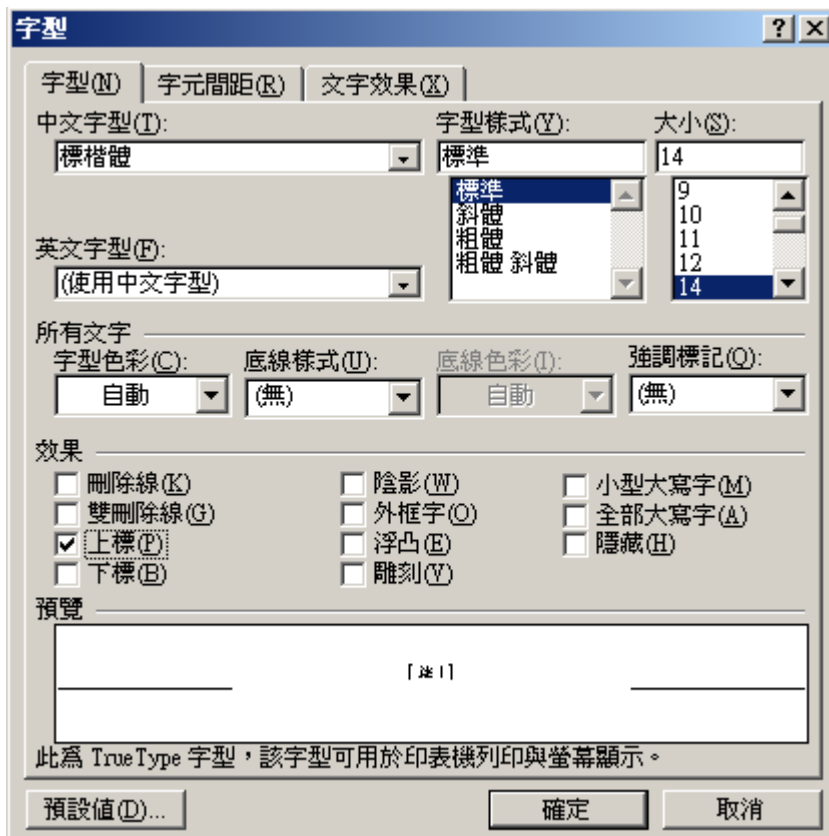 字型
字型(N) 字元間距(R) 文字效果(X)
中文字型(T): 字型樣式(Y): 大小(S):
標楷體 標準 14
標準 9
斜體 10
粗體 11
粗體 斜體 12
14
英文字型(F):
(使用中文字型)
所有文字
字型色彩(C): 底線樣式(U): 底線色彩(I): 強調標記(Q):
自動 (無) 自動 (無)
效果
刪除線(K) 陰影(W) 小型大寫字(M)
雙刪除線(G) 外框字(O) 全部大寫字(A)
上標(P) 浮凸(E) 隱藏(H)
下標(B) 雕刻(V)
預覽
此為 TrueType 字型，該字型可用於印表機列印與螢幕顯示。
預設值(D)... 確定 取消